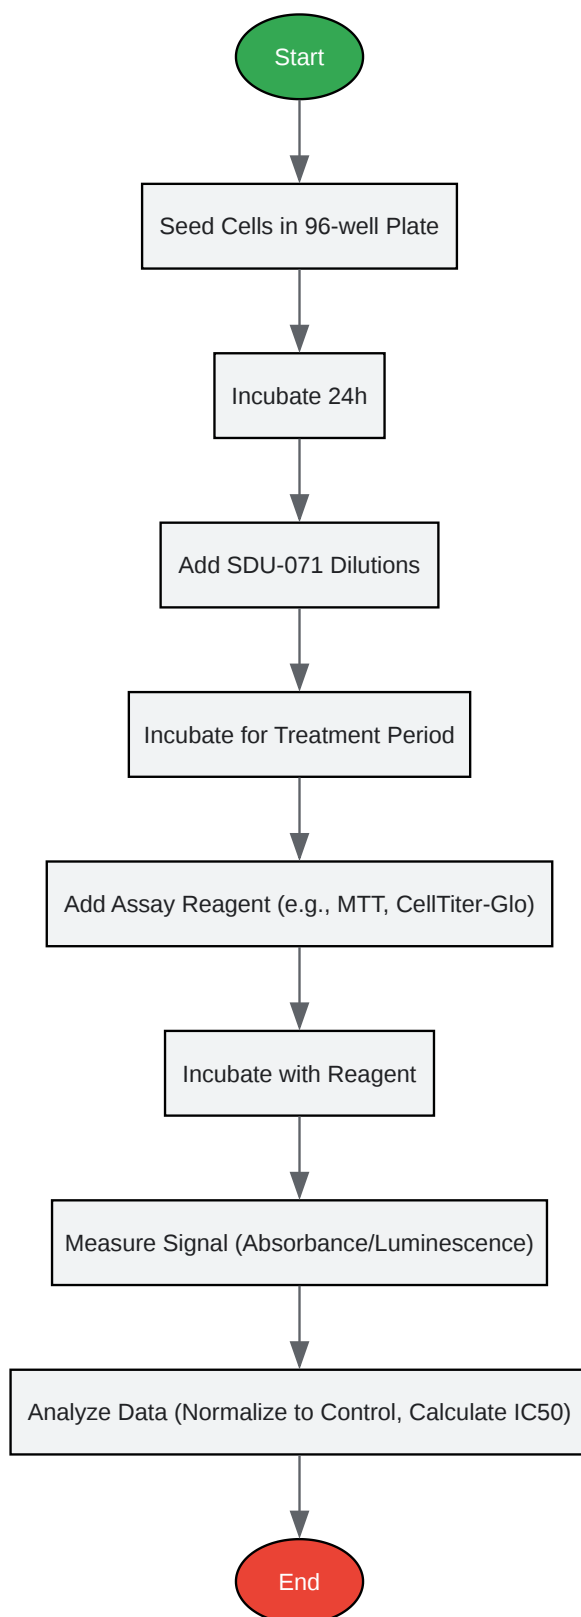 Start
Seed Cells in 96-well Plate
Incubate 24h
Add SDU-071 Dilutions
Incubate for Treatment Period
Add Assay Reagent (e.g., MTT, CellTiter-Glo)
Incubate with Reagent
Measure Signal (Absorbance/Luminescence)
Analyze Data (Normalize to Control, Calculate IC50)
End